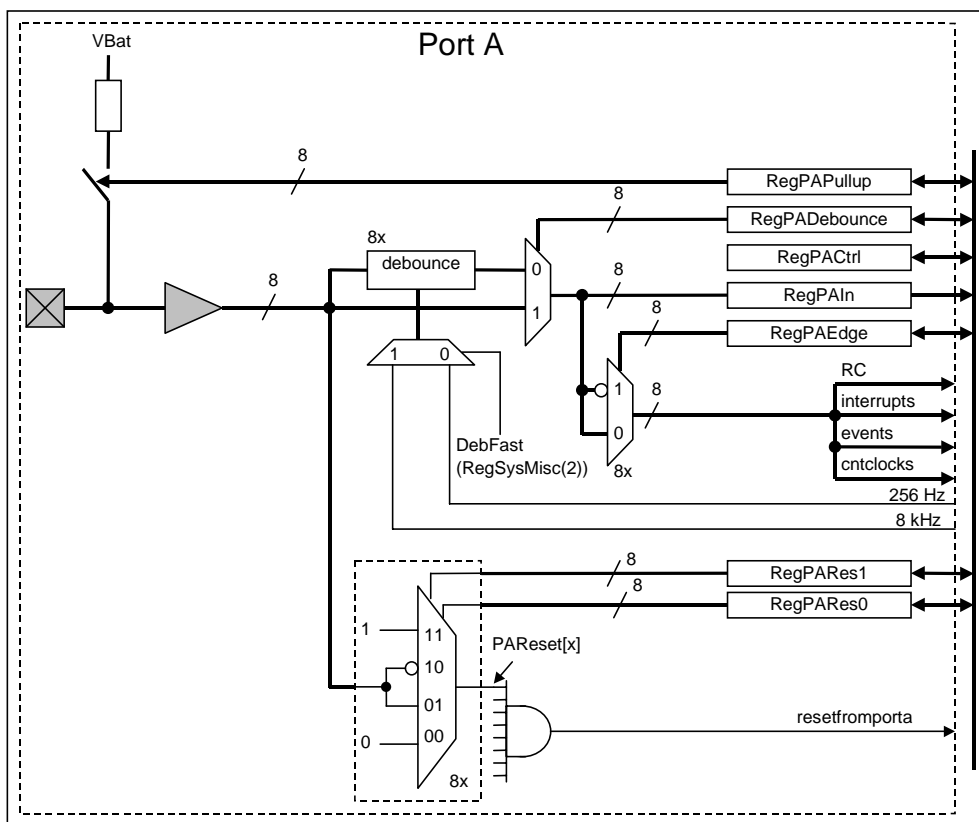 Port A
VBat
8
RegPAPullup
8
RegPADebounce
8x
debounce
0
RegPACtrl
8
8
RegPAIn
1
8
RegPAEdge
1 0
RC
1
8
interrupts
DebFast
(RegSysMisc(2))
0
events
8x
cntclocks
256 Hz
8 kHz
8
RegPARes1
8
RegPARes0
1
11
PAReset[x]
10
01
resetfromporta
0
00
8x